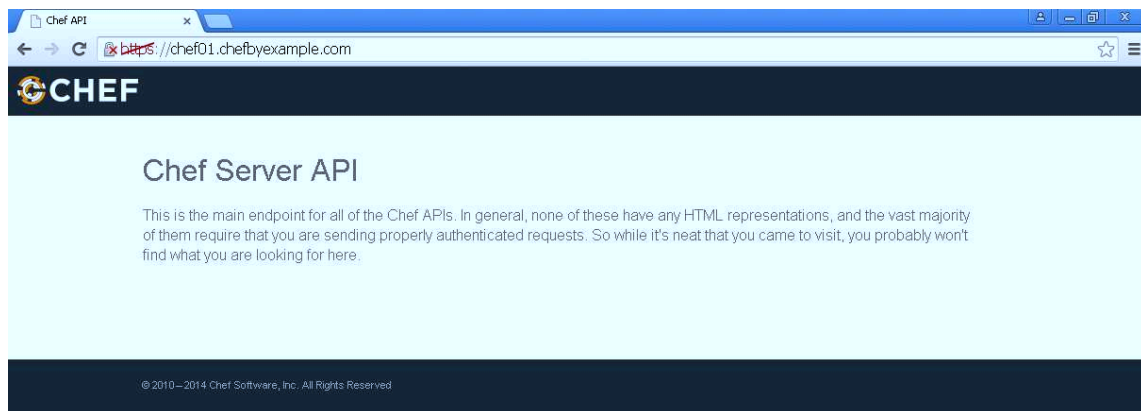 Chef API
https://chef01.chefbyexample.com
CHEF
Chef Server API
This is the main endpoint for all of the Chef APIs. In general, none of these have any HTML representations, and the vast majority
of them require that you are sending properly authenticated requests. So while it's neat that you came to visit, you probably won't
find what you are looking for here.
© 2010–2014 Chef Software, Inc. All Rights Reserved